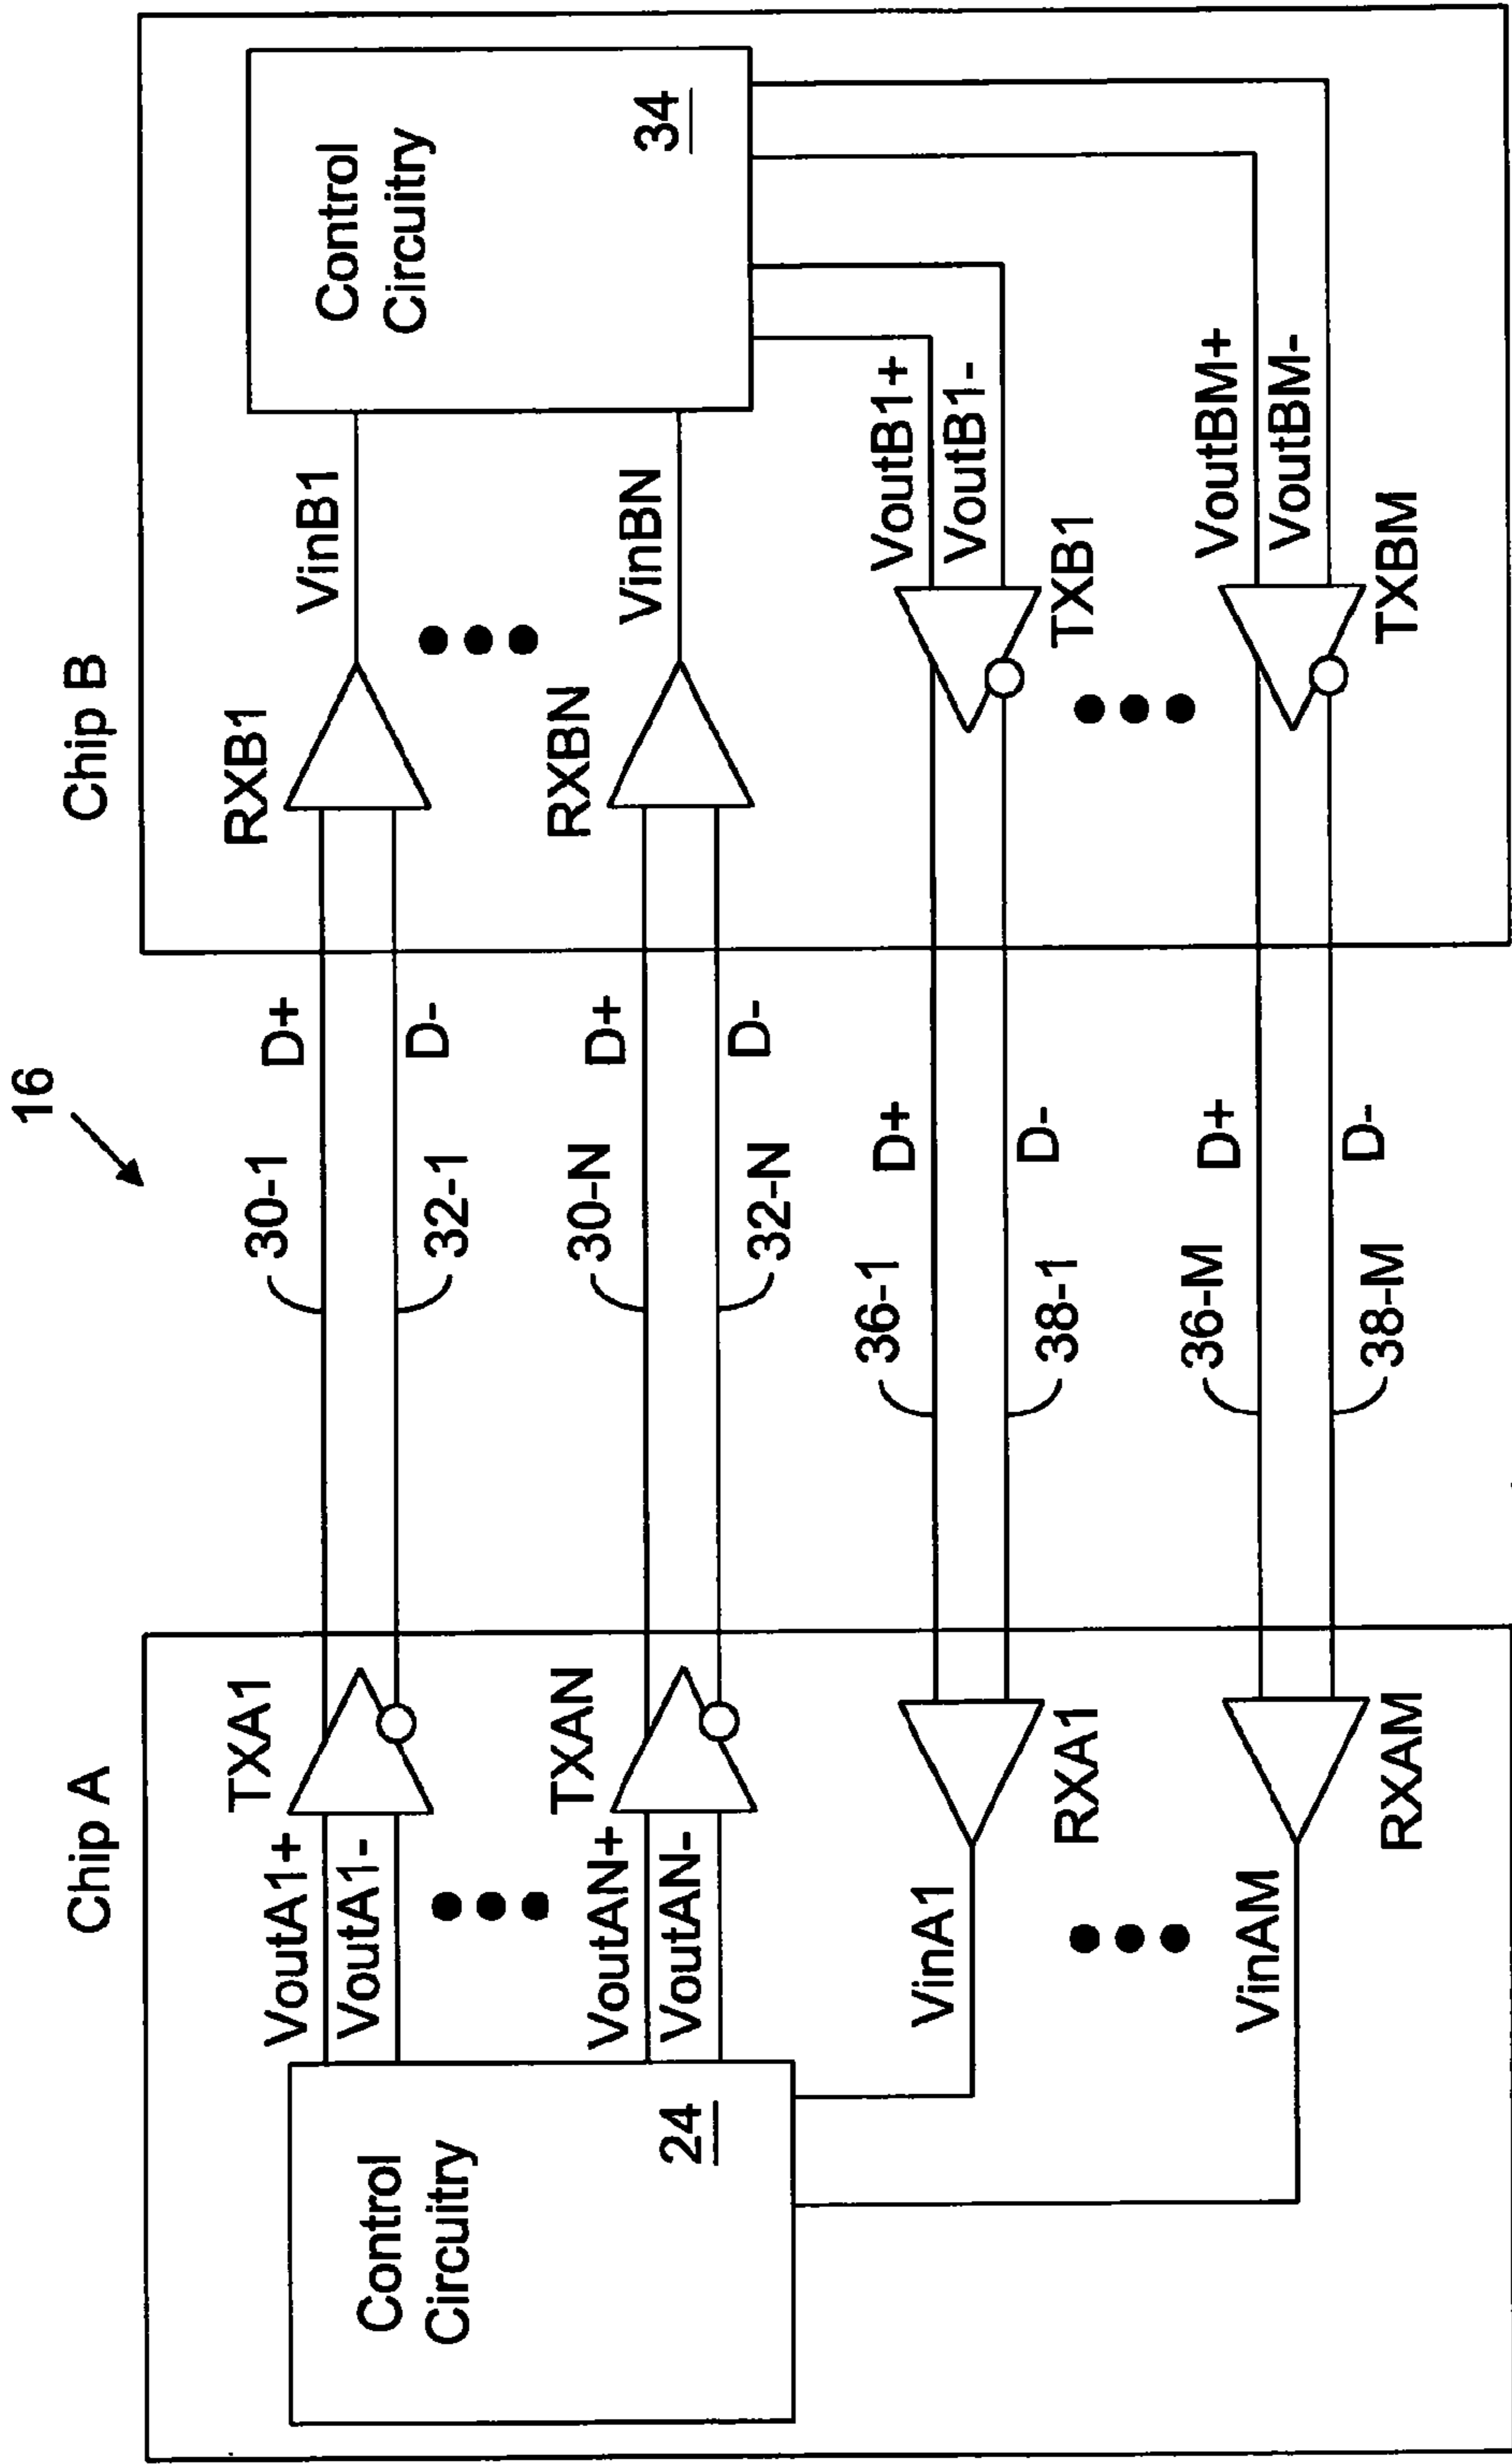 16
Chip A
Chip B
TXA1
VoutA1+
VoutA1-
30-1
D+
32-1
D-
RXB1
VinB1
Control
Circuitry
34
TXAN
VoutAN+
VoutAN-
30-N
D+
32-N
D-
RXBN
VinBN
Control
Circuitry
24
VinA1
RXA1
36-1
D+
38-1
D-
VoutB1+
VoutB1-
TXB1
VinAM
RXAM
36-M
D+
38-M
D-
VoutBM+
VoutBM-
TXBM